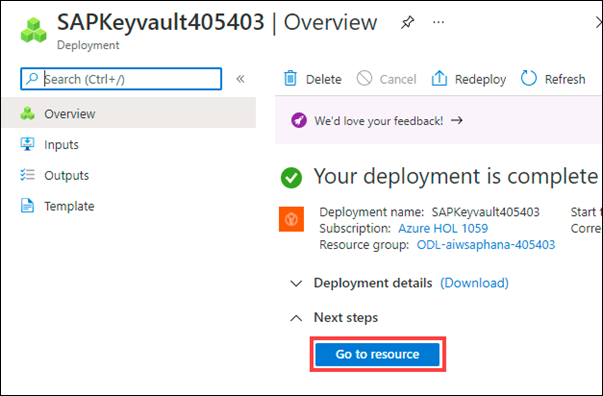 SAPKeyvault405403 | Overview
Deployment
Search (Ctrl+/)
Overview
Inputs
Outputs
Template
Delete Cancel Redeploy Refresh
We'd love your feedback! →
Your deployment is complete
Deployment name: SAPKeyvault405403 Start
Subscription: Azure HOL 1059 Corre
Resource group: ODL-aiwsaphana-405403
Deployment details (Download)
Next steps
Go to resource